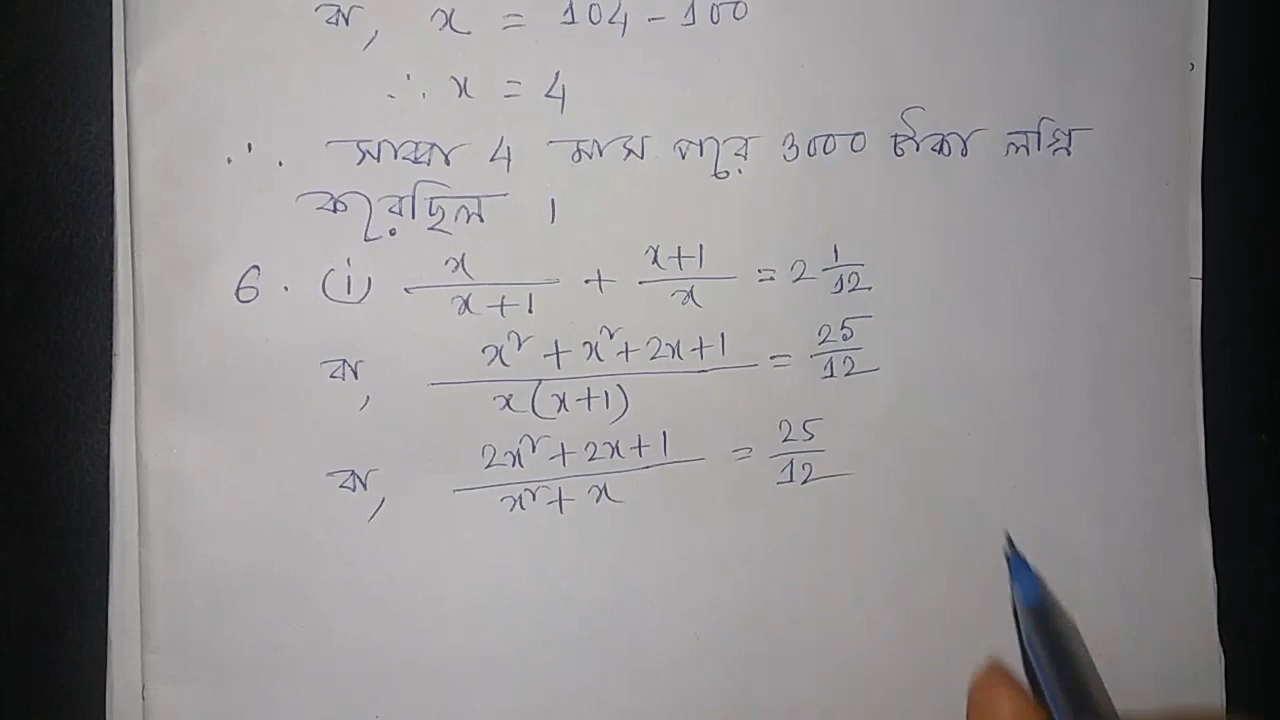 বা, x = 104 - 100
∴ x = 4
∴ মাস 4 মাস পরে 3000 টাকা লগ্নি
করেছিল ।
6. (i) x/(x+1) + (x+1)/x = 2 1/12
বা, (x² + x² + 2x + 1)/(x(x+1)) = 25/12
বা, (2x² + 2x + 1)/(x² + x) = 25/12